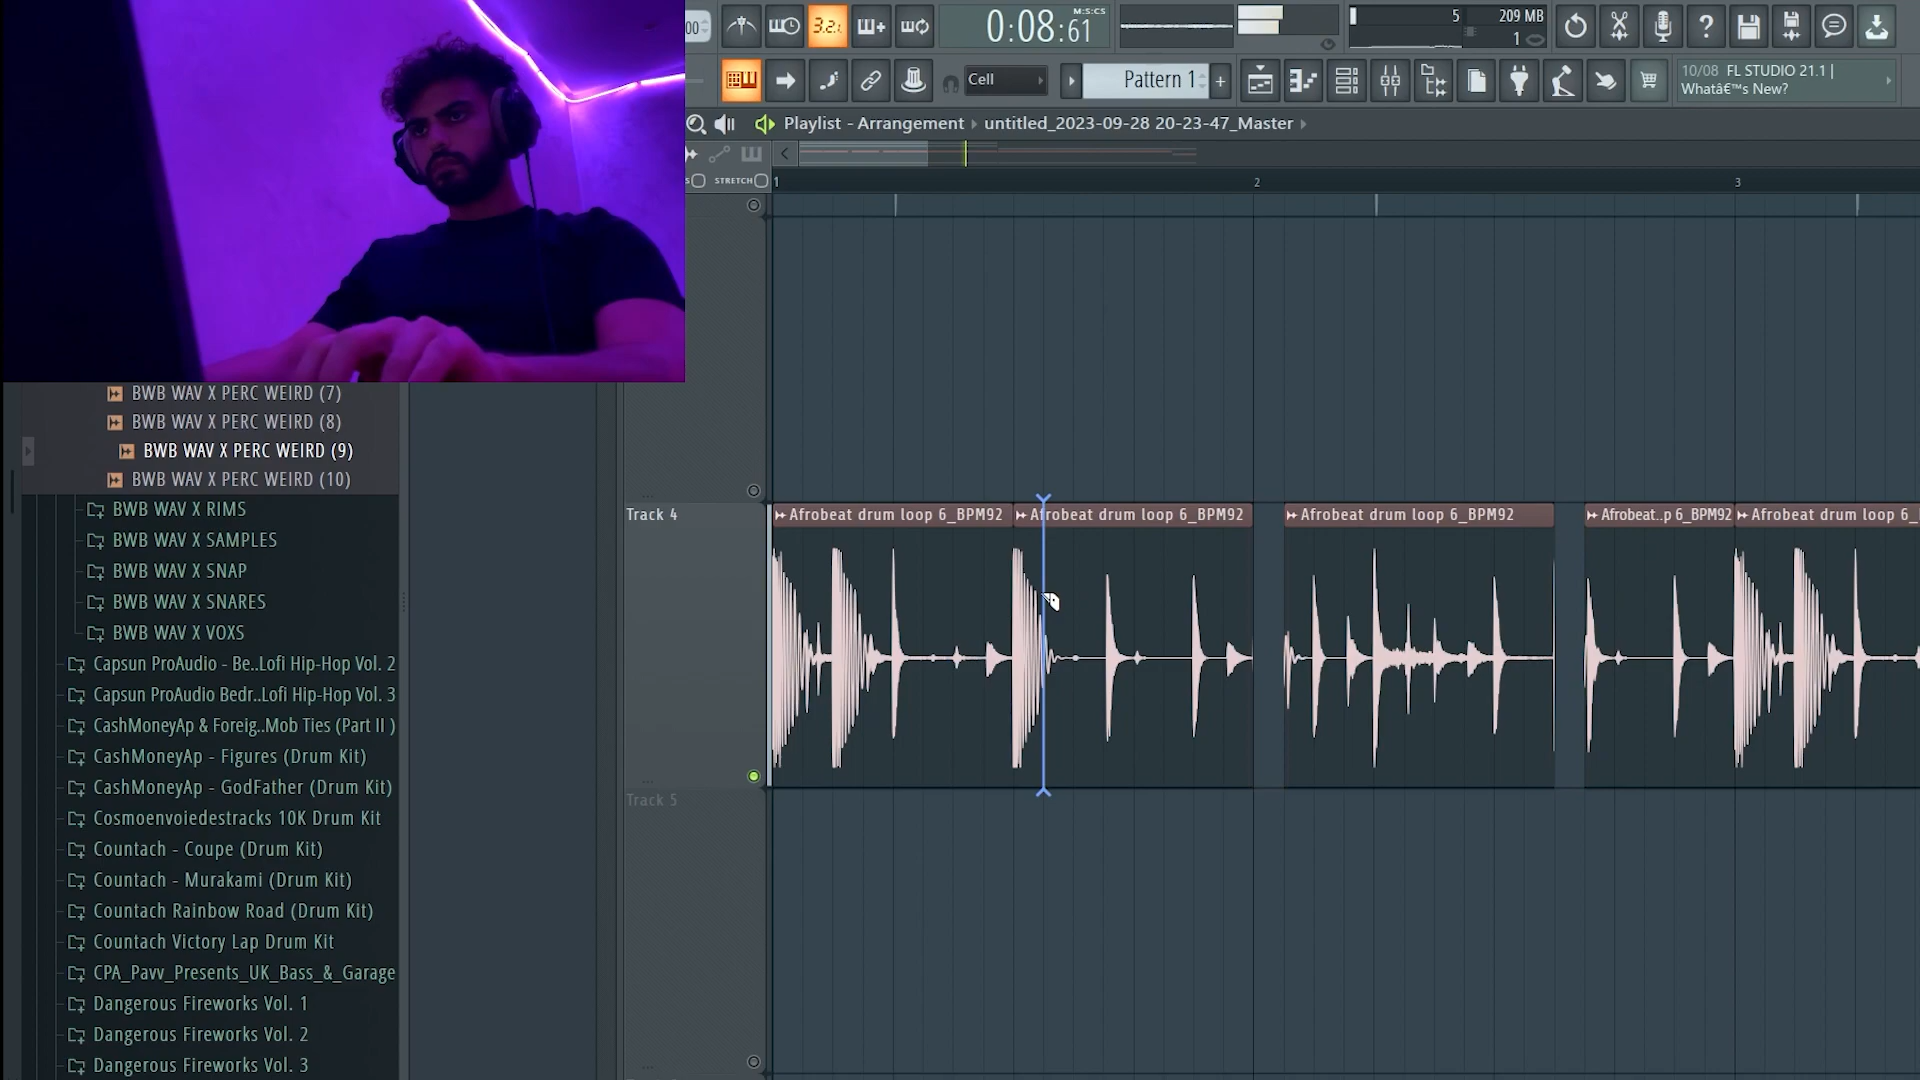 00
3.2.
0:08:61
M:S:CS
5
209 MB
1
Cell
Pattern 1
10/08 FL STUDIO 21.1 |
Whatâ€™s New?
Playlist - Arrangement
untitled_2023-09-28 20-23-47_Master
S
STRETCH
1
2
3
BWB WAV X PERC WEIRD (7)
BWB WAV X PERC WEIRD (8)
BWB WAV X PERC WEIRD (9)
BWB WAV X PERC WEIRD (10)
BWB WAV X RIMS
BWB WAV X SAMPLES
BWB WAV X SNAP
BWB WAV X SNARES
BWB WAV X VOXS
Capsun ProAudio - Be..Lofi Hip-Hop Vol. 2
Capsun ProAudio Bedr..Lofi Hip-Hop Vol. 3
CashMoneyAp & Foreig..Mob Ties (Part II )
CashMoneyAp - Figures (Drum Kit)
CashMoneyAp - GodFather (Drum Kit)
Cosmoenvoiedestracks 10K Drum Kit
Countach - Coupe (Drum Kit)
Countach - Murakami (Drum Kit)
Countach Rainbow Road (Drum Kit)
Countach Victory Lap Drum Kit
CPA_Pavv_Presents_UK_Bass_&_Garage
Dangerous Fireworks Vol. 1
Dangerous Fireworks Vol. 2
Dangerous Fireworks Vol. 3
Track 4
Afrobeat drum loop 6_BPM92
Afrobeat drum loop 6_BPM92
Afrobeat drum loop 6_BPM92
Afrobeat..p 6_BPM92
Afrobeat drum loop 6_
Track 5